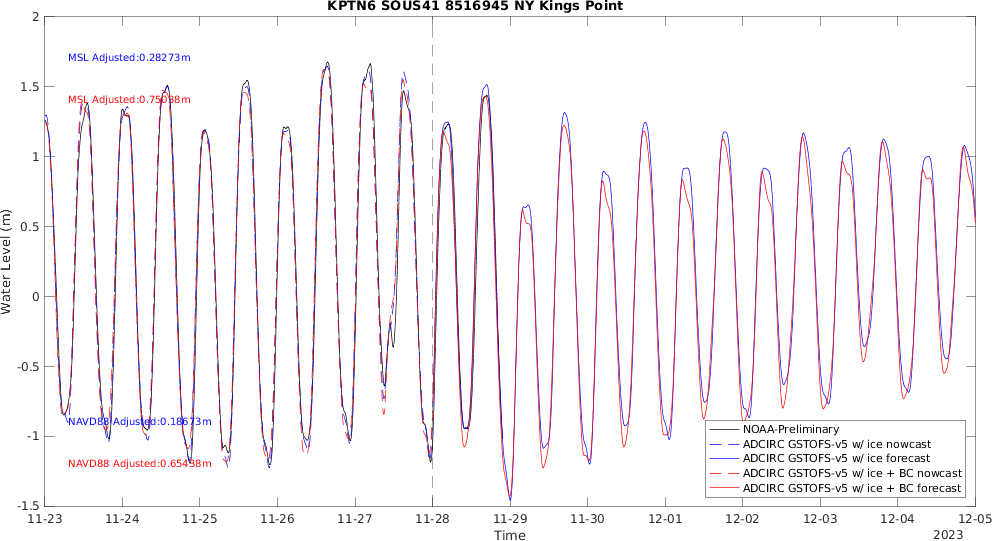 KPTN6 SOUS41 8516945 NY Kings Point
2
MSL Adjusted:0.28273m
1.5
MSL Adjusted:0.75038m
1
0.5
Water Level (m)
0
-0.5
NAVD88 Adjusted:0.18673m
-1
NAVD88 Adjusted:0.65438m
-1.5
NOAA-Preliminary
ADCIRC GSTOFS-v5 w/ ice nowcast
ADCIRC GSTOFS-v5 w/ ice forecast
ADCIRC GSTOFS-v5 w/ ice + BC nowcast
ADCIRC GSTOFS-v5 w/ ice + BC forecast
11-23 11-24 11-25 11-26 11-27 11-28 11-29 11-30 12-01 12-02 12-03 12-04 12-05
Time
2023